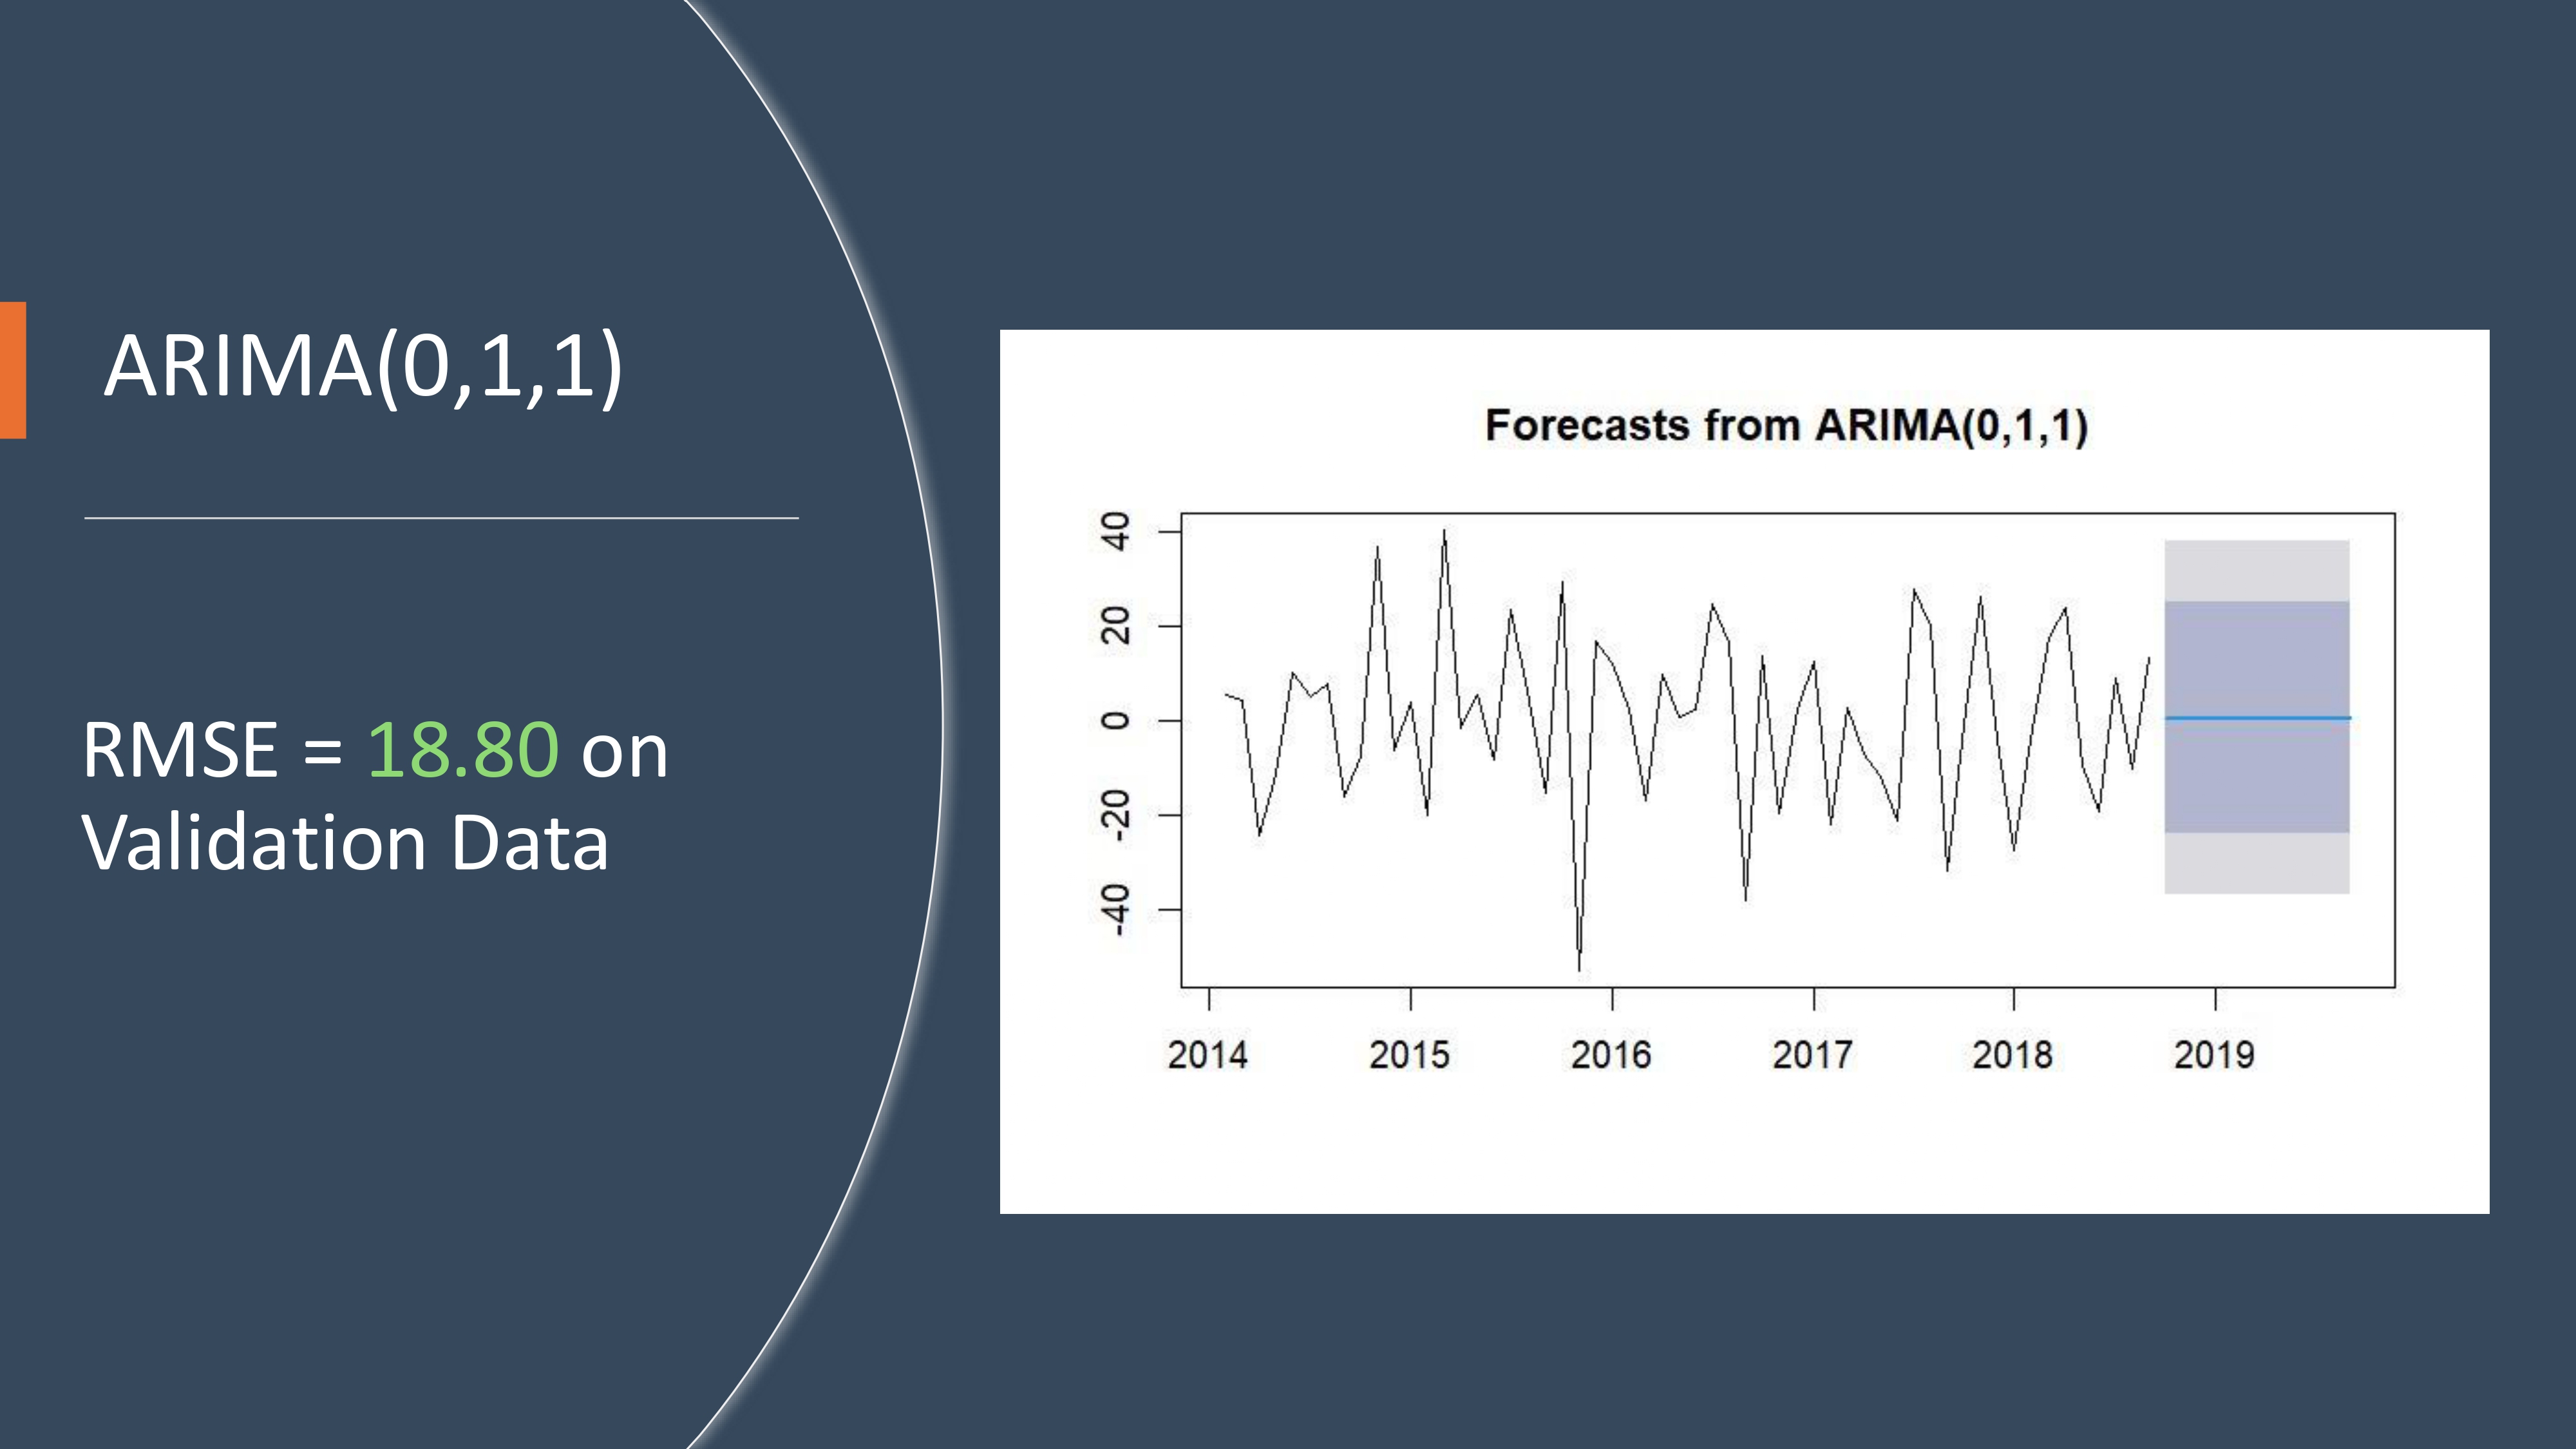 ARIMA(0,1,1)
RMSE = 18.80 on
Validation Data
Forecasts from ARIMA(0,1,1)
40
20
0
-20
-40
2014 2015 2016 2017 2018 2019